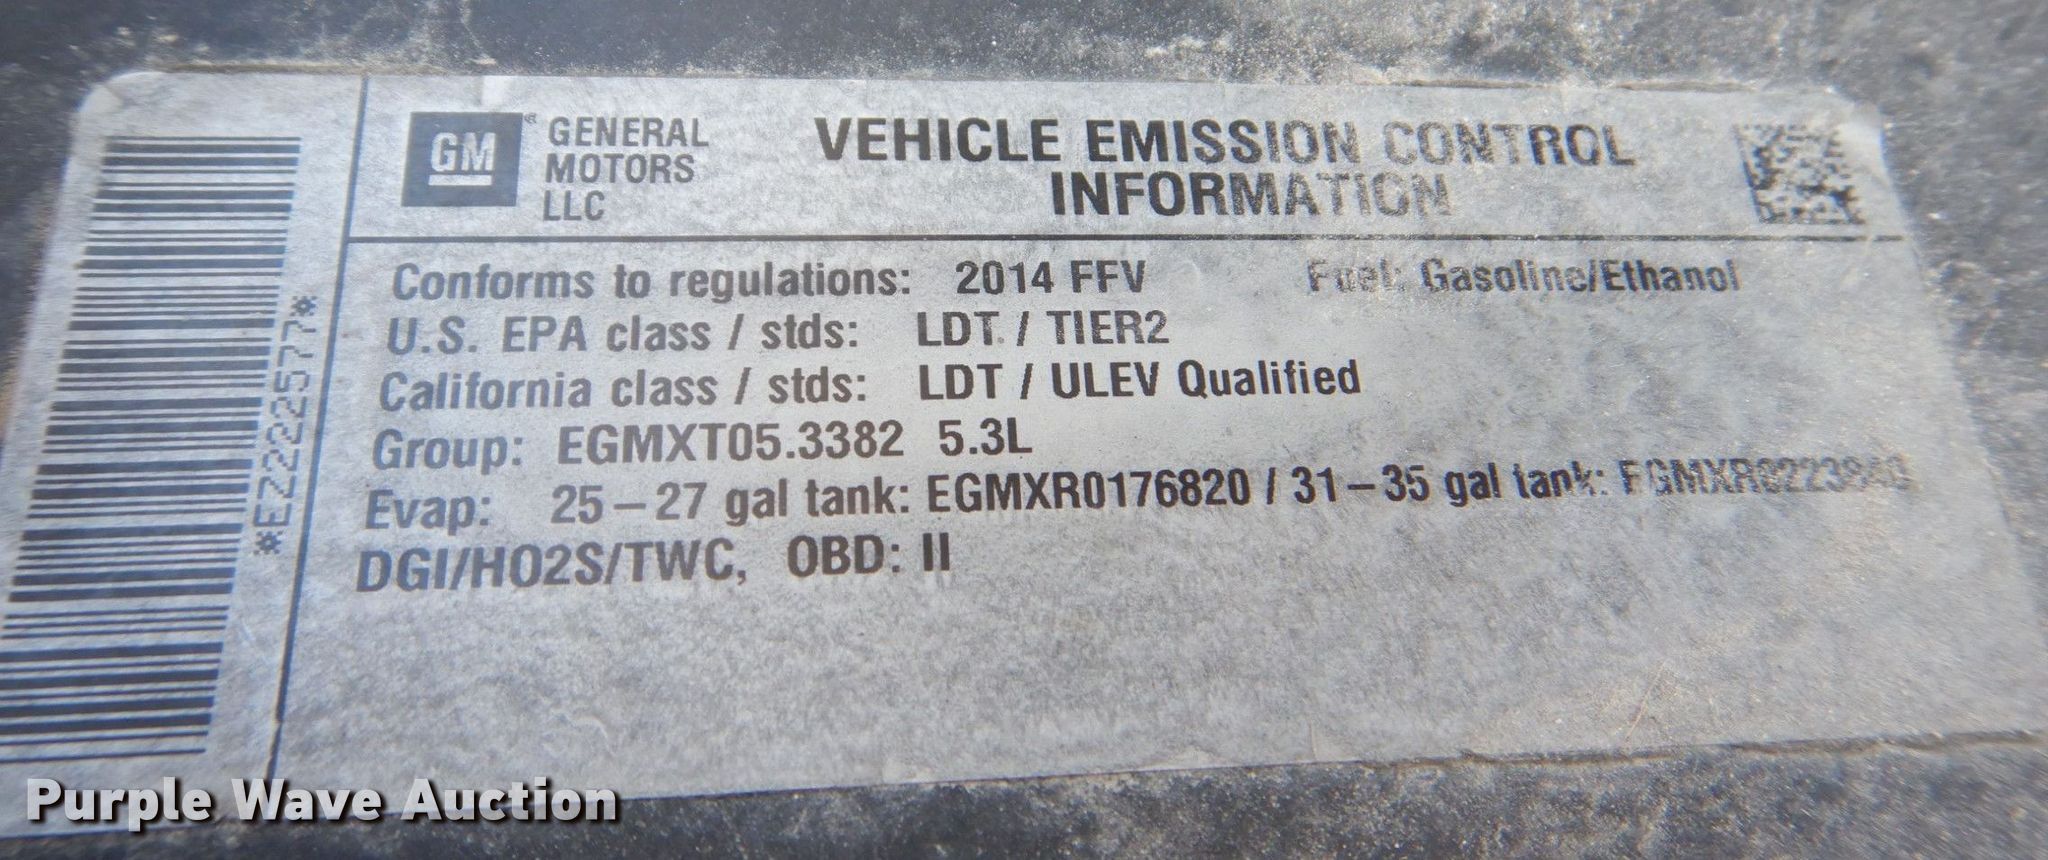 GM
GENERAL
MOTORS
LLC
VEHICLE EMISSION CONTROL
INFORMATION
*EZ222577*
Conforms to regulations: 2014 FFV Fuel: Gasoline/Ethanol
U.S. EPA class / stds: LDT / TIER2
California class / stds: LDT / ULEV Qualified
Group: EGMXT05.3382 5.3L
Evap: 25–27 gal tank: EGMXR0176820 / 31–35 gal tank:
DGI/HO2S/TWC, OBD: II
Purple Wave Auction